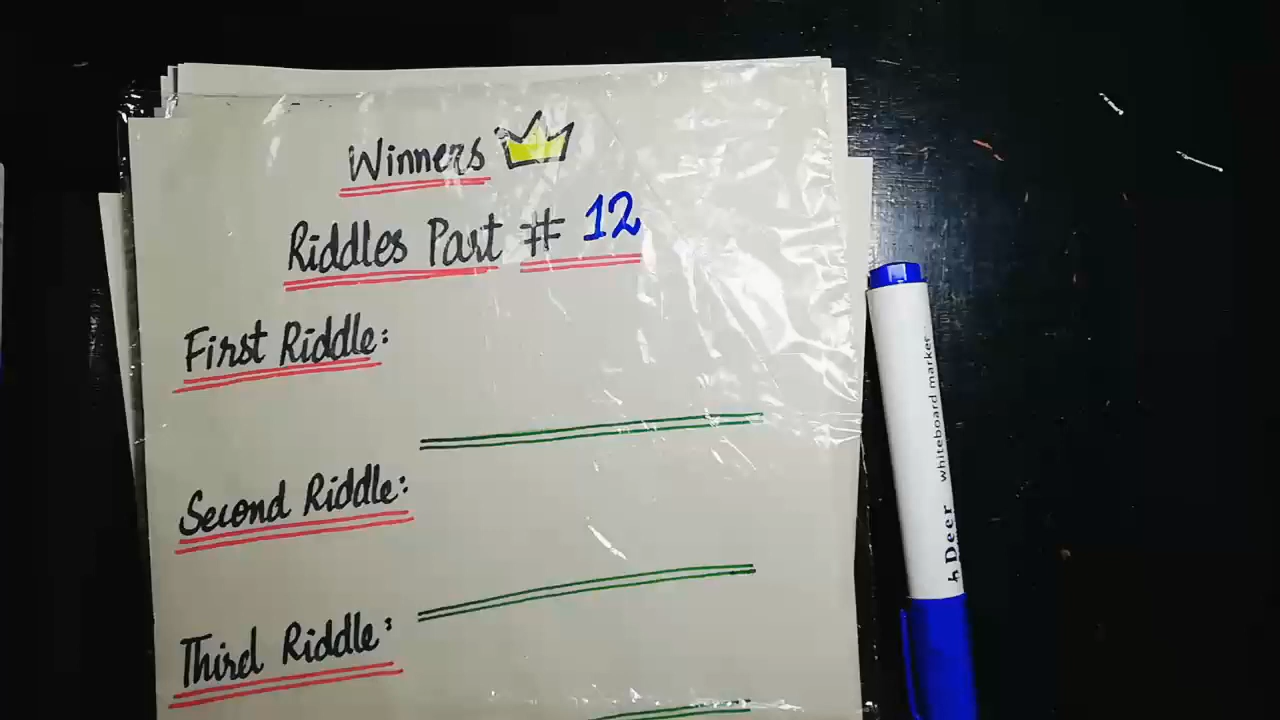 Winners
Riddles Part # 12
First Riddle:
Second Riddle:
Third Riddle:
whiteboard marker
Deer